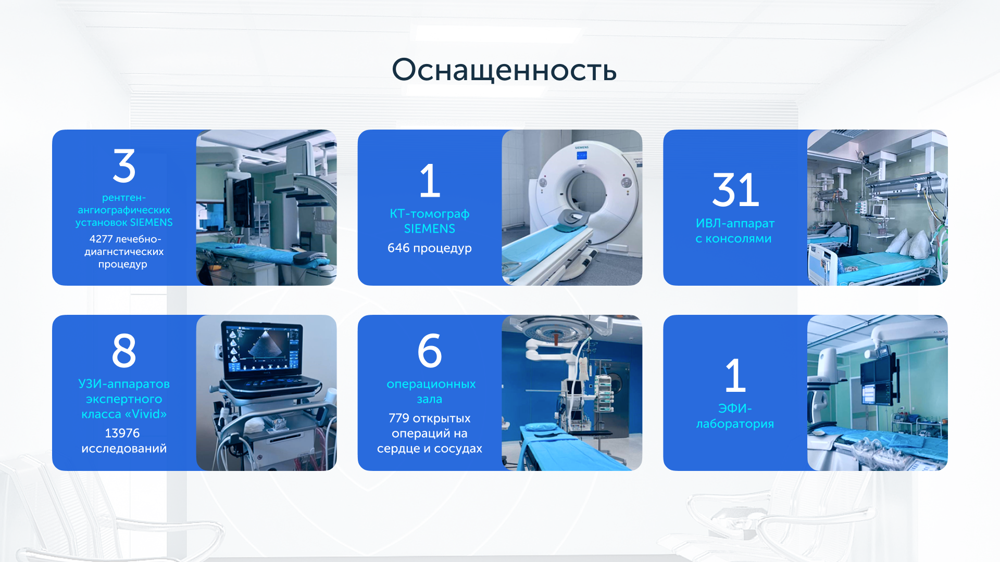 Оснащенность
3
рентген-
ангиографических
установок SIEMENS
4277 лечебно-
диагнстических
процедур
1
КТ-томограф
SIEMENS
646 процедур
SIEMENS
31
ИВЛ-аппарат
с консолями
8
УЗИ-аппаратов
экспертного
класса «Vivid»
13976
исследований
6
операционных
зала
779 открытых
операций на
сердце и сосудах
1
ЭФИ-
лаборатория